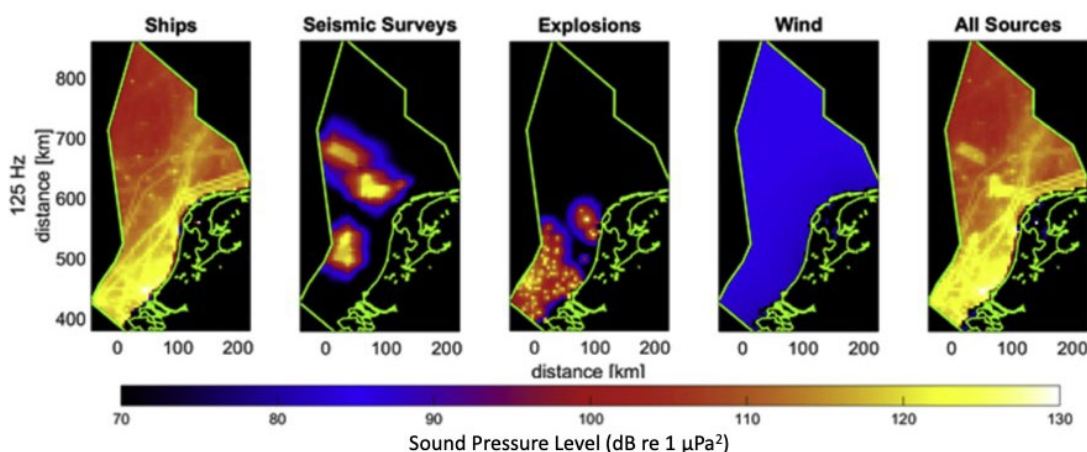 Ships Seismic Surveys Explosions Wind All Sources
800
700
600
500
400
125 Hz
distance [km]
0 100 200 0 100 200 0 100 200 0 100 200 0 100 200
distance [km]
70 80 90 100 110 120 130
Sound Pressure Level (dB re 1 µPa²)